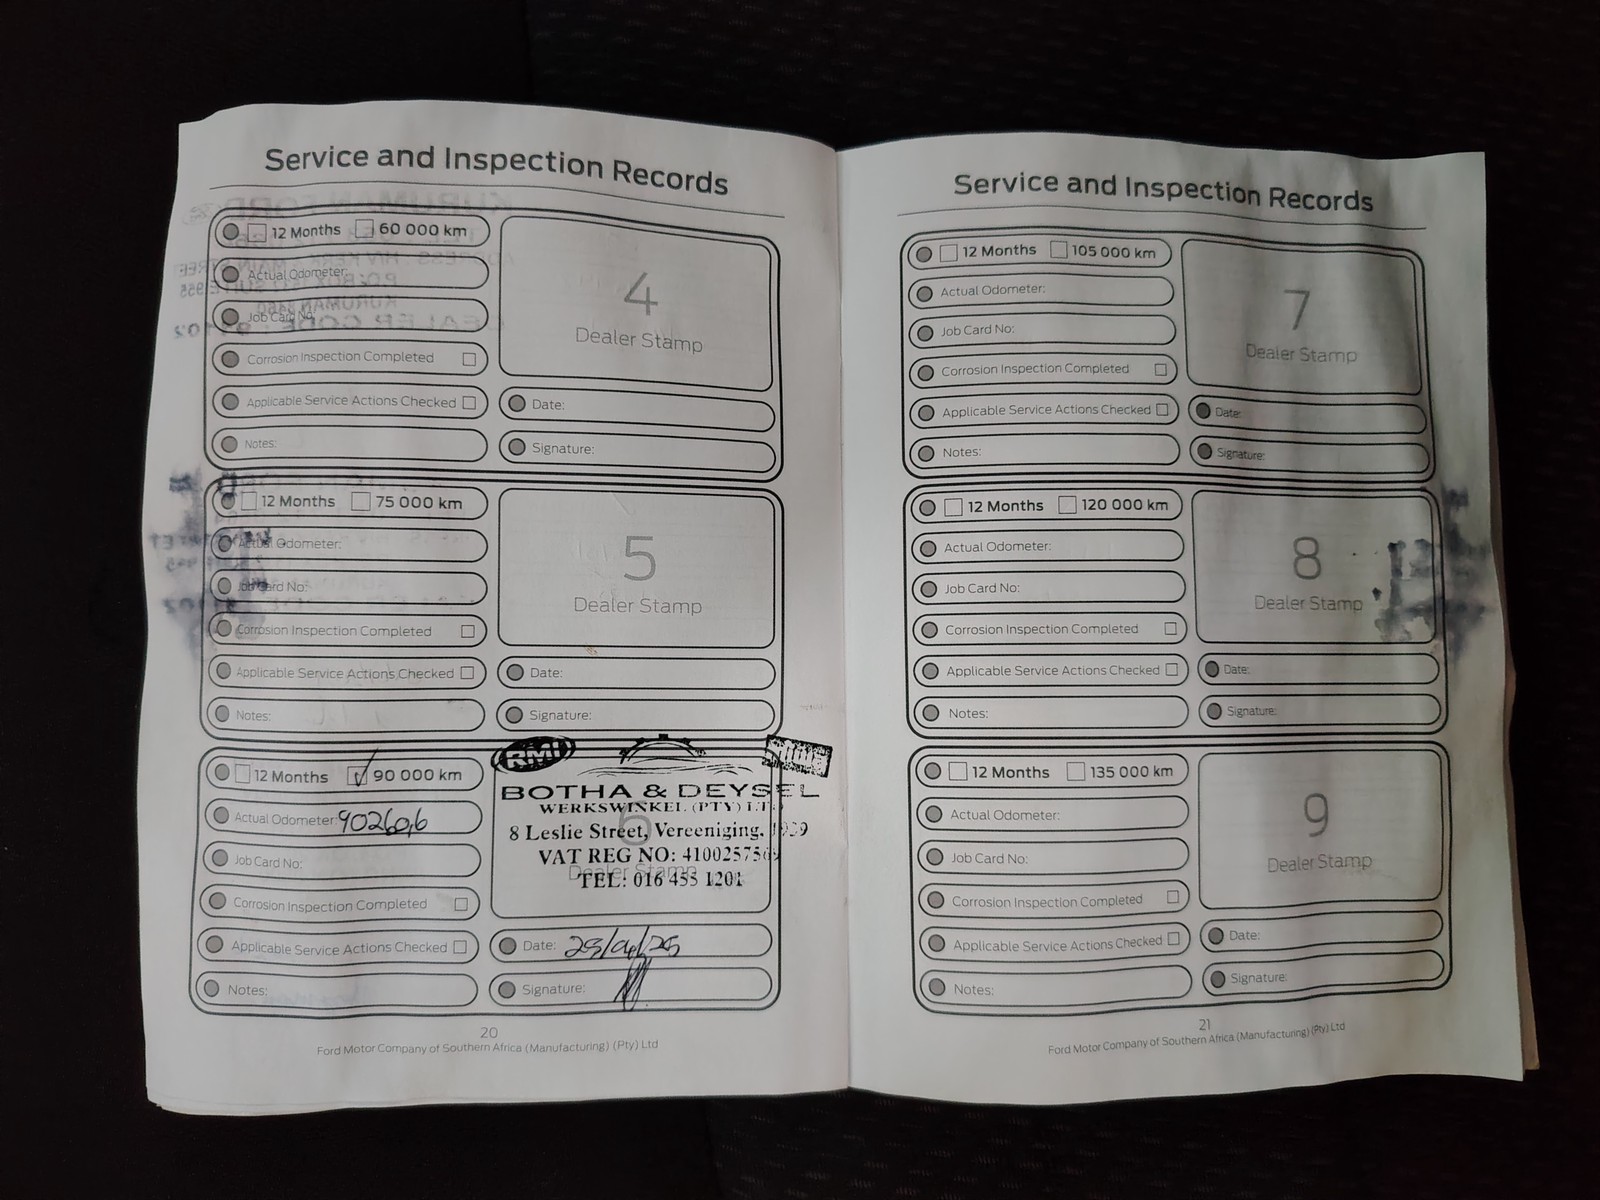 Service and Inspection Records
12 Months 60 000 km
Actual Odometer:
Job Card No:
Corrosion Inspection Completed
Applicable Service Actions Checked
Notes:
4
Dealer Stamp
Date:
Signature:
12 Months 75 000 km
Actual Odometer:
Job Card No:
Corrosion Inspection Completed
Applicable Service Actions Checked
Notes:
5
Dealer Stamp
Date:
Signature:
12 Months 90 000 km
Actual Odometer: 90260,6
Job Card No:
Corrosion Inspection Completed
Applicable Service Actions Checked
Notes:
6
Dealer Stamp
RMI
BOTHA & DEYSEL
WERKSWINKEL (PTY) LTD
8 Leslie Street, Vereeniging,
VAT REG NO:
TEL: 016 455 1201
Date:
Signature:
20
Ford Motor Company of Southern Africa (Manufacturing) (Pty) Ltd
Service and Inspection Records
12 Months 105 000 km
Actual Odometer:
Job Card No:
Corrosion Inspection Completed
Applicable Service Actions Checked
Notes:
7
Dealer Stamp
Date:
Signature:
12 Months 120 000 km
Actual Odometer:
Job Card No:
Corrosion Inspection Completed
Applicable Service Actions Checked
Notes:
8
Dealer Stamp
Date:
Signature:
12 Months 135 000 km
Actual Odometer:
Job Card No:
Corrosion Inspection Completed
Applicable Service Actions Checked
Notes:
9
Dealer Stamp
Date:
Signature:
21
Ford Motor Company of Southern Africa (Manufacturing) (Pty) Ltd